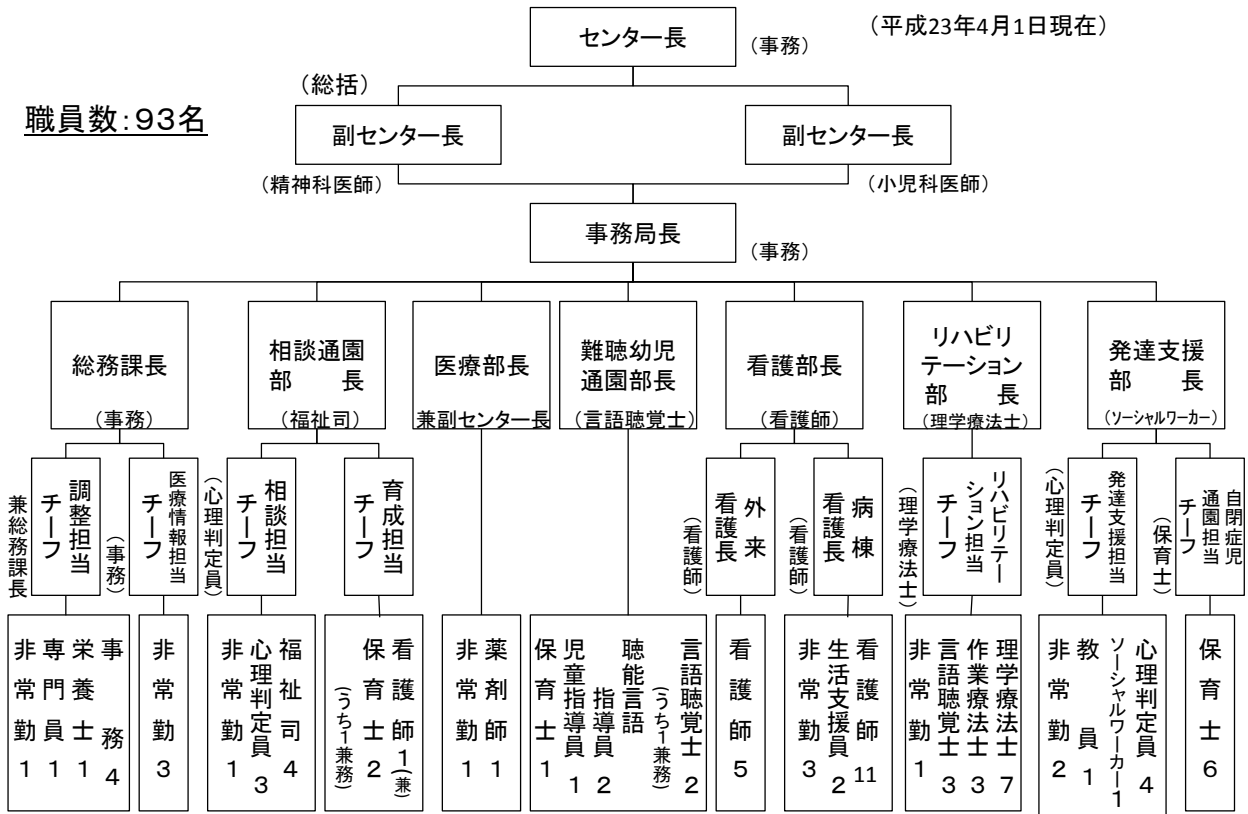 センター長
（事務）
（平成23年4月1日現在）
職員数：93名
（総括）
副センター長
（精神科医師）
副センター長
（小児科医師）
事務局長
（事務）
総務課長
（事務）
相談通園
部　長
（福祉司）
医療部長
兼副センター長
難聴幼児
通園部長
（言語聴覚士）
看護部長
（看護師）
リハビリ
テーション
部　長
（理学療法士）
発達支援
部　長
（ソーシャルワーカー）
調整担当
チーフ
兼総務課長
医療情報担当
チーフ
（事務）
相談担当
チーフ
（心理判定員）
育成担当
チーフ
外来
看護長
（看護師）
病棟
看護長
（看護師）
リハビリテー
ション担当
チーフ
（理学療法士）
発達支援担当
チーフ
（心理判定員）
自閉症児
通園担当
チーフ
（保育士）
事務4
栄養士1
専門員1
非常勤1
非常勤3
福祉司4
心理判定員3
非常勤1
看護師1（兼）
保育士2
（うち1兼務）
薬剤師1
非常勤1
言語聴覚士2
（うち1兼務）
聴能言語
指導員2
児童指導員1
保育士1
看護師5
看護師11
生活支援員2
非常勤3
理学療法士7
作業療法士3
言語聴覚士3
非常勤1
心理判定員4
ソーシャルワーカー1
教員1
非常勤2
保育士6